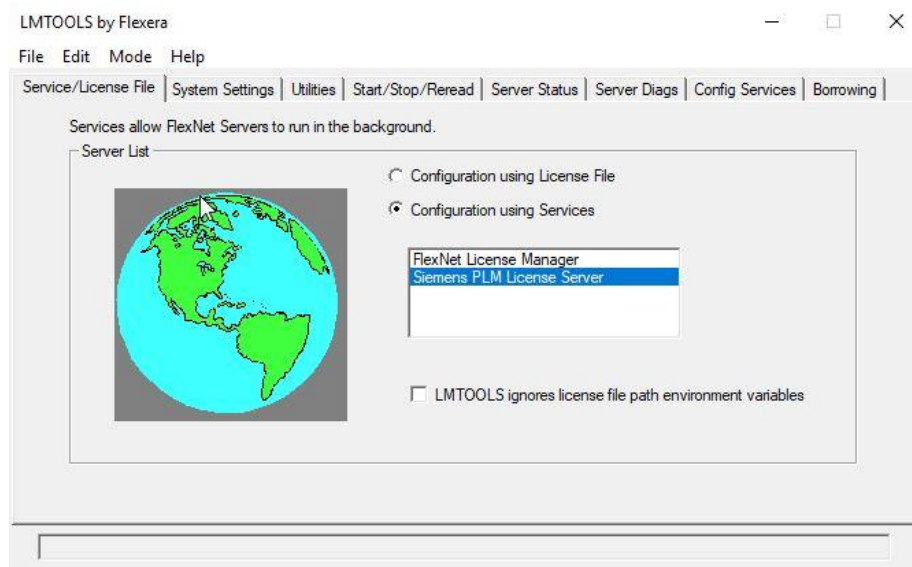 LMTOOLS by Flexera
File Edit Mode Help
Service/License File System Settings Utilities Start/Stop/Reread Server Status Server Diags Config Services Borrowing
Services allow FlexNet Servers to run in the background.
Server List
Configuration using License File
Configuration using Services
FlexNet License Manager
Siemens PLM License Server
LMTOOLS ignores license file path environment variables